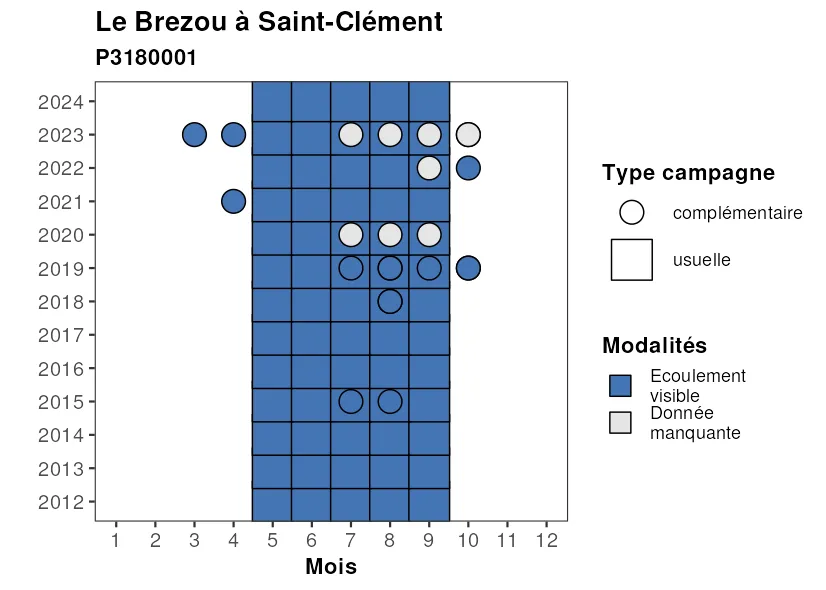 Le Brezou à Saint-Clément
P3180001
2024
2023
2022
2021
2020
2019
2018
2017
2016
2015
2014
2013
2012
1 2 3 4 5 6 7 8 9 10 11 12
Mois
Type campagne
complémentaire
usuelle
Modalités
Ecoulement
visible
Donnée
manquante